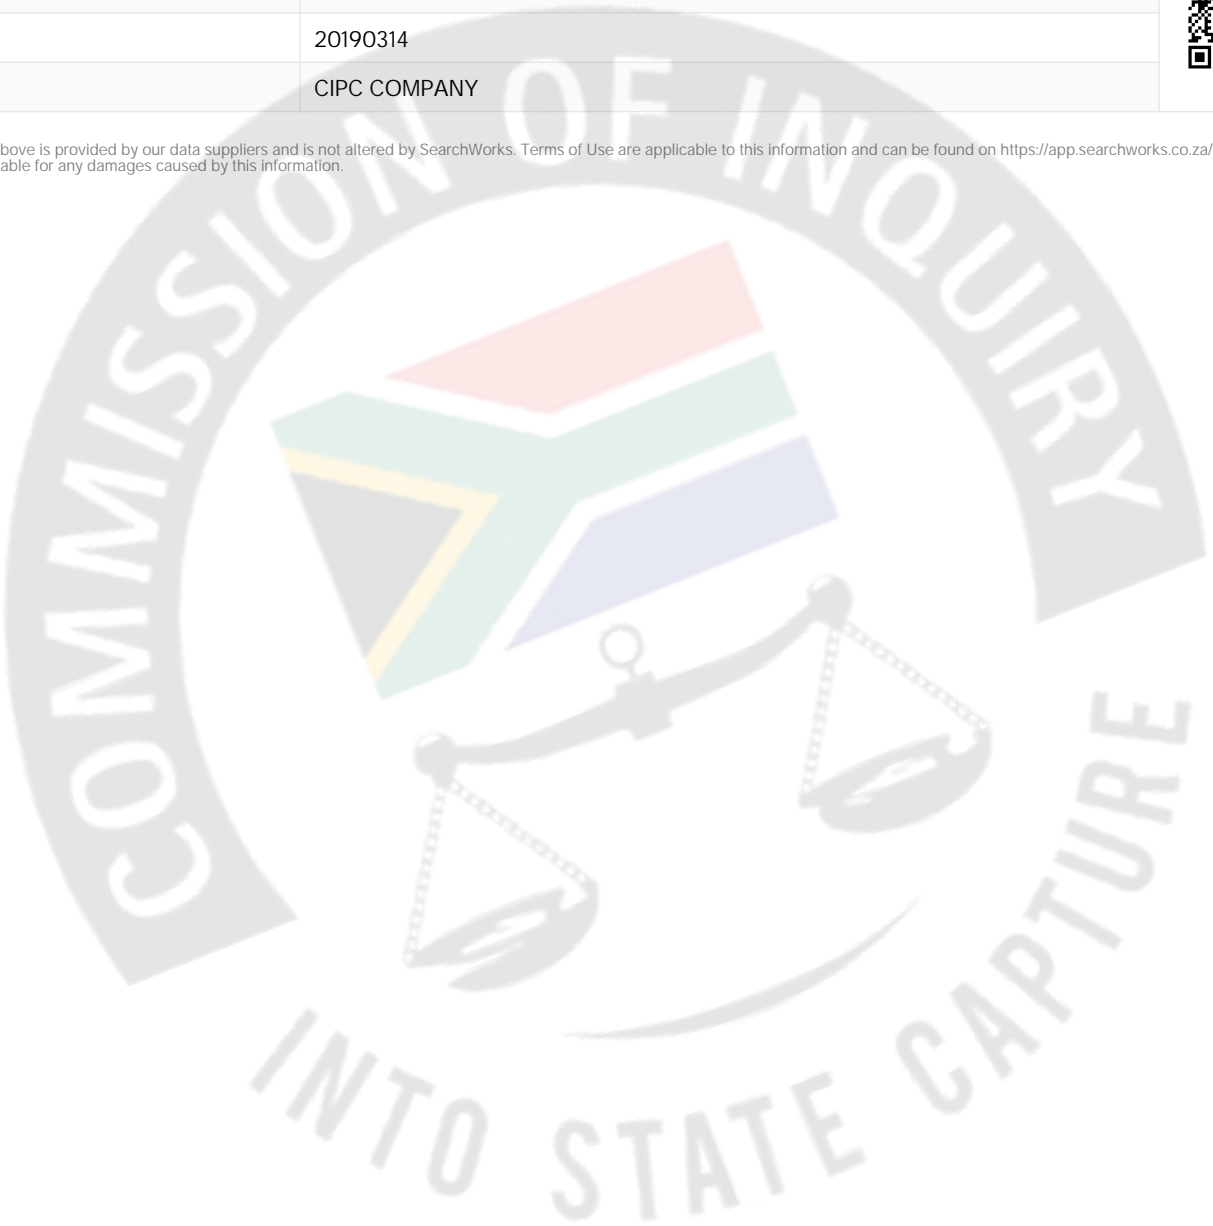 20190314
CIPC COMPANY
bove is provided by our data suppliers and is not altered by SearchWorks. Terms of Use are applicable to this information and can be found on https://app.searchworks.co.za/
able for any damages caused by this information.
COMMISSION OF INQUIRY
INTO STATE CAPTURE